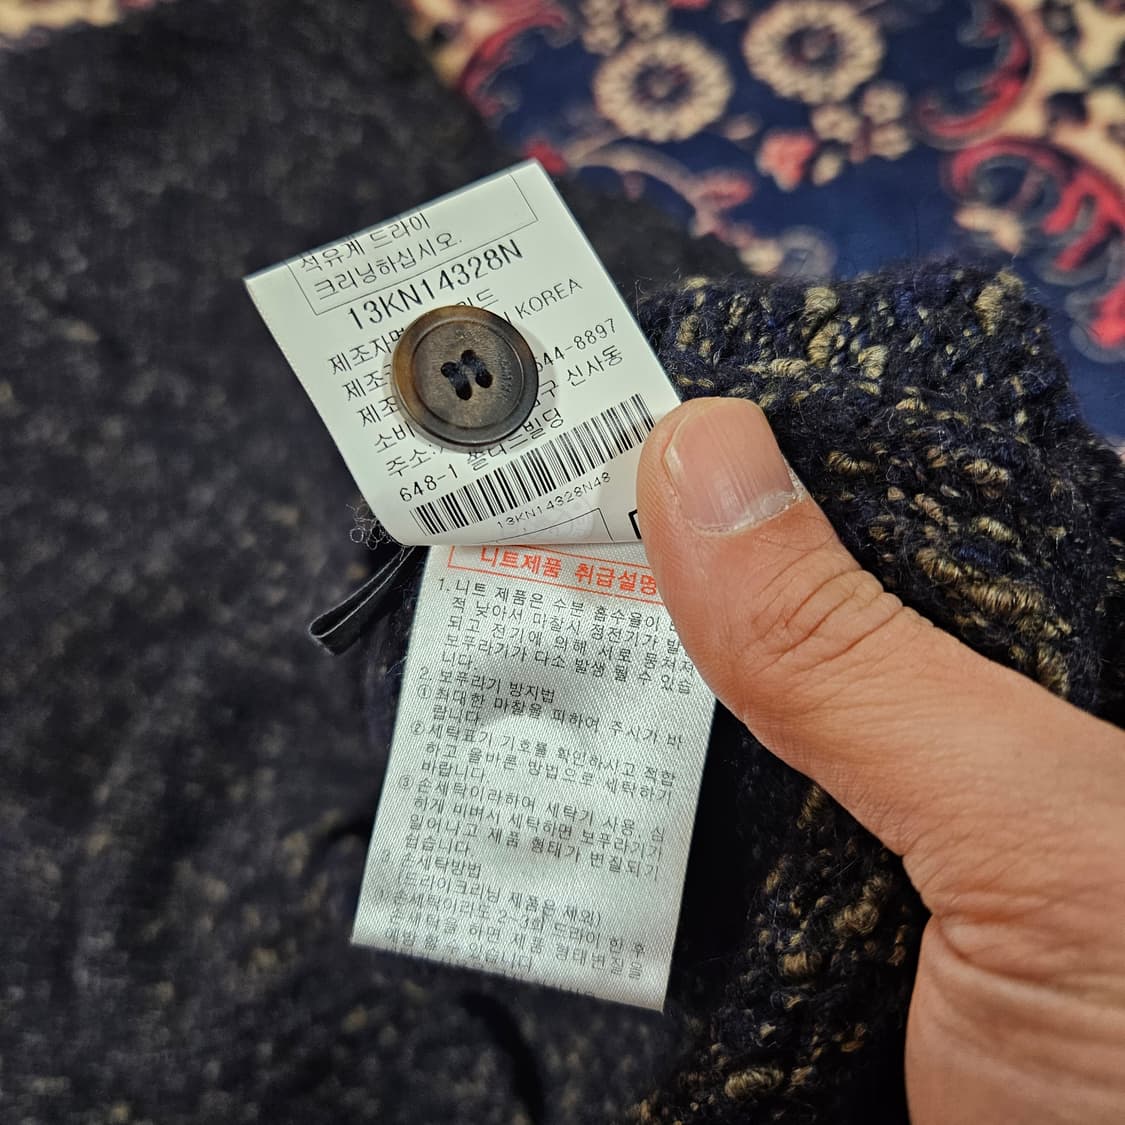 석유계 드라이
크리닝하십시오.
13KN14328N
제조자명
KOREA
제조
544-8897
제조
구 신사동
소비
주소:
648-1 쏠리드빌딩
13KN14328N48
니트제품 취급설명
1. 니트 제품은 수분 흡수율이
적 낮아서 마찰시 정전기가 발
되고 전기에 의해 서로 뭉쳐져
보푸라기가 다소 발생 될 수 있습
니다.
2. 보푸라기 방지법
① 최대한 마찰을 피하여 주시기 바
랍니다.
② 세탁표기 기호를 확인하시고 적합
하고 올바른 방법으로 세탁하기
바랍니다.
③ 손세탁이라하여 세탁기 사용, 심
하게 비벼서 세탁하면 보푸라기가
일어나고 제품 형태가 변질되기
쉽습니다.
3. 손세탁방법
(드라이크리닝 제품은 제외)
손세탁이라도 2~3회 드라이 한 후
손세탁을 하면 제품 형태변질을
예방 할 수 있습니다.